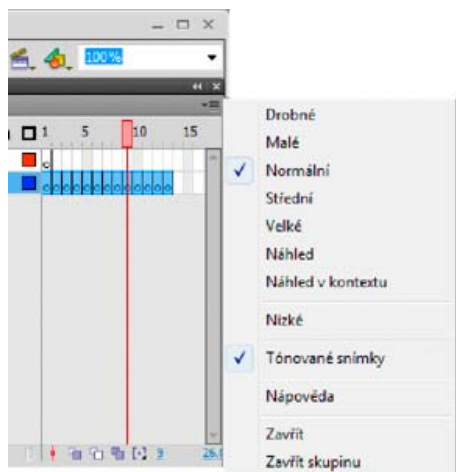 100%
1 5 10 15
Drobné
Malé
Normální
Střední
Velké
Náhled
Náhled v kontextu
Nízké
Tónované snímky
Nápověda
Zavřít
Zavřít skupinu
9